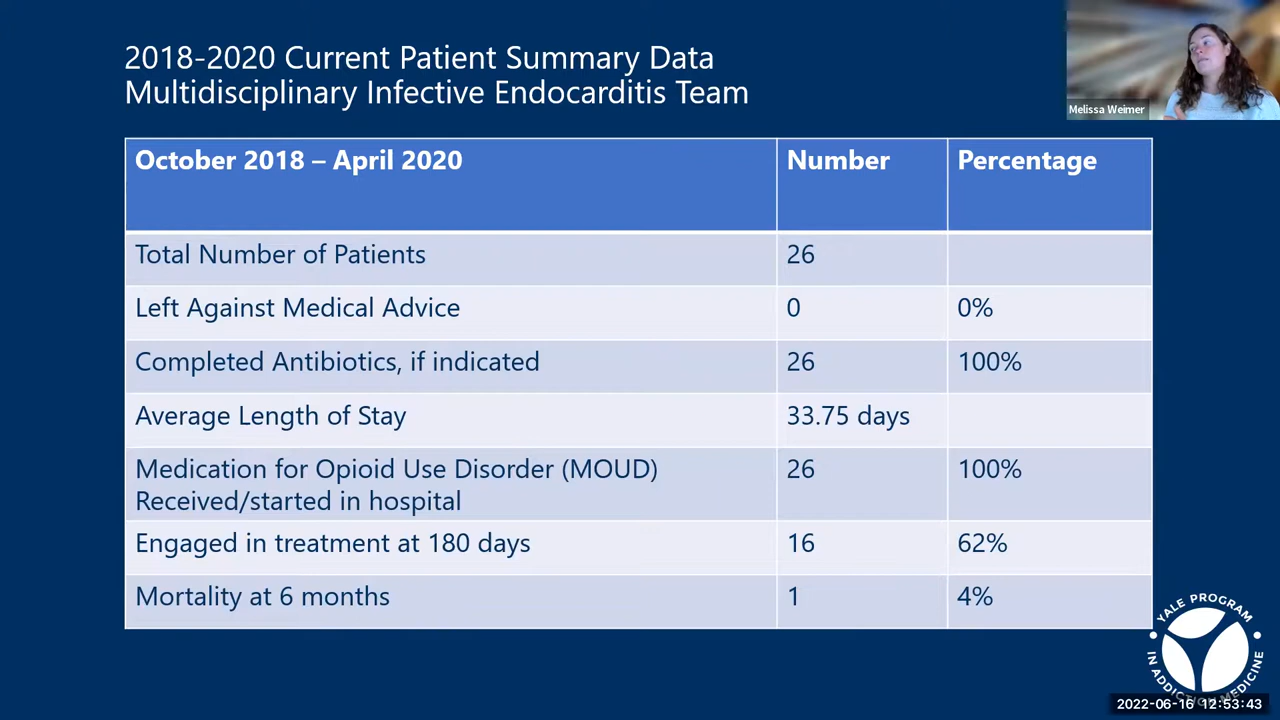 2018-2020 Current Patient Summary Data
Multidisciplinary Infective Endocarditis Team
Melissa Weimer
October 2018 – April 2020 Number Percentage
Total Number of Patients 26
Left Against Medical Advice 0 0%
Completed Antibiotics, if indicated 26 100%
Average Length of Stay 33.75 days
Medication for Opioid Use Disorder (MOUD) 26 100%
Received/started in hospital
Engaged in treatment at 180 days 16 62%
Mortality at 6 months 1 4%
YALE PROGRAM
IN ADDICTION MEDICINE
2022-06-16 12:53:43